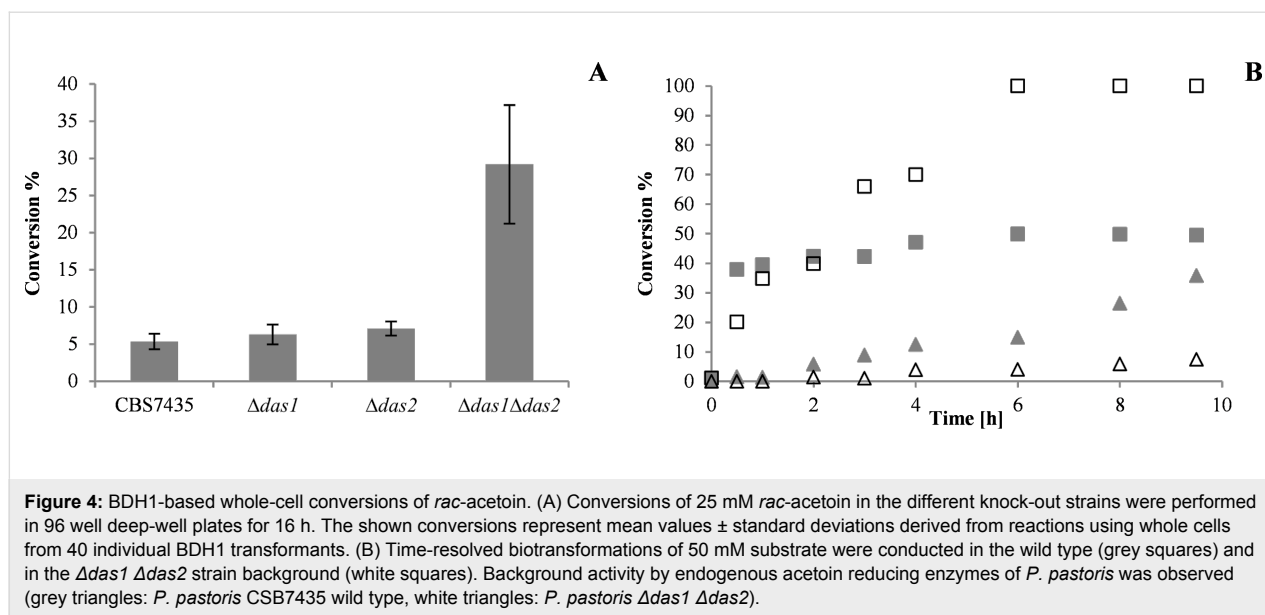 A
B
40
35
30
25
20
15
10
5
0
Conversion %
CBS7435
Δdas1
Δdas2
Δdas1Δdas2
100
90
80
70
60
50
40
30
20
10
0
Conversion %
0
2
4
6
8
10
Time [h]
Figure 4: BDH1-based whole-cell conversions of rac-acetoin. (A) Conversions of 25 mM rac-acetoin in the different knock-out strains were performed
in 96 well deep-well plates for 16 h. The shown conversions represent mean values ± standard deviations derived from reactions using whole cells
from 40 individual BDH1 transformants. (B) Time-resolved biotransformations of 50 mM substrate were conducted in the wild type (grey squares) and
in the Δdas1 Δdas2 strain background (white squares). Background activity by endogenous acetoin reducing enzymes of P. pastoris was observed
(grey triangles: P. pastoris CSB7435 wild type, white triangles: P. pastoris Δdas1 Δdas2).